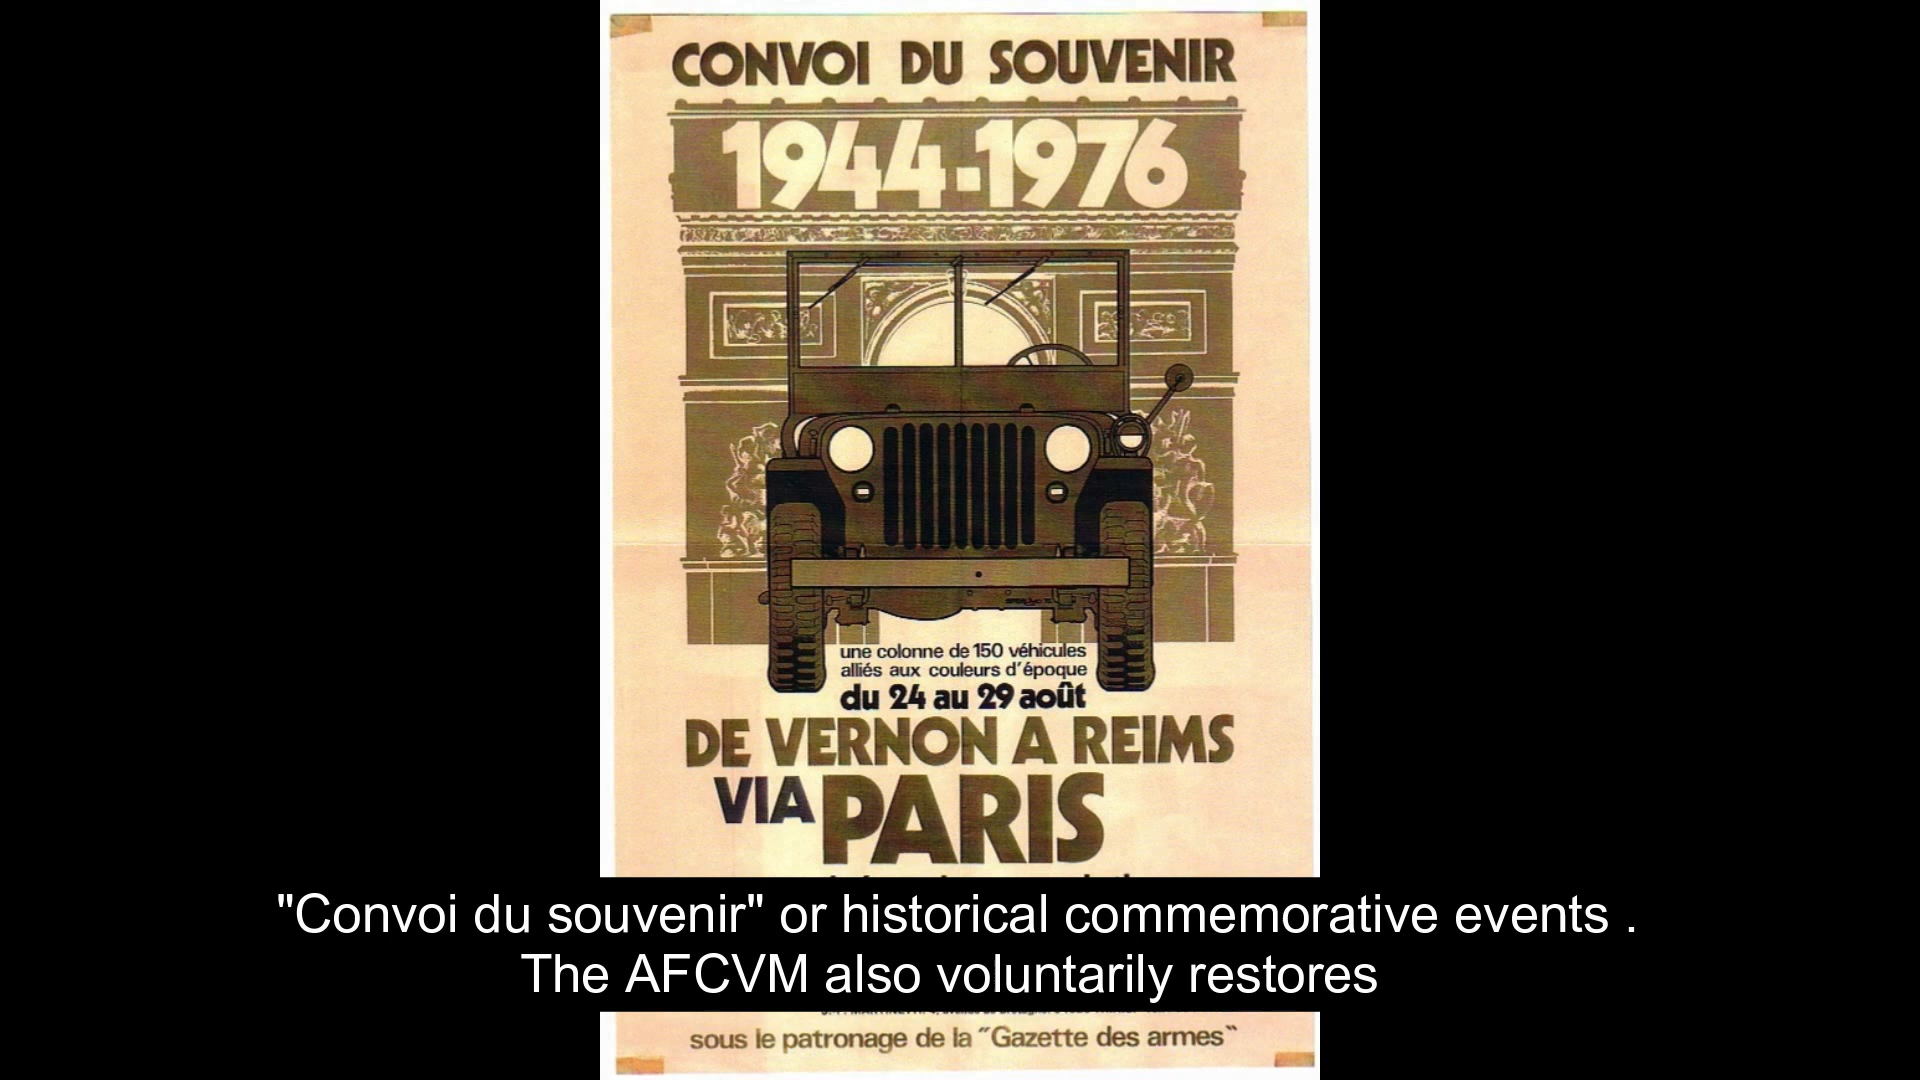 CONVOI DU SOUVENIR
1944-1976
une colonne de 150 véhicules
alliés aux couleurs d'époque
du 24 au 29 août
DE VERNON A REIMS
VIA PARIS
"Convoi du souvenir" or historical commemorative events .
The AFCVM also voluntarily restores
sous le patronage de la "Gazette des armes"